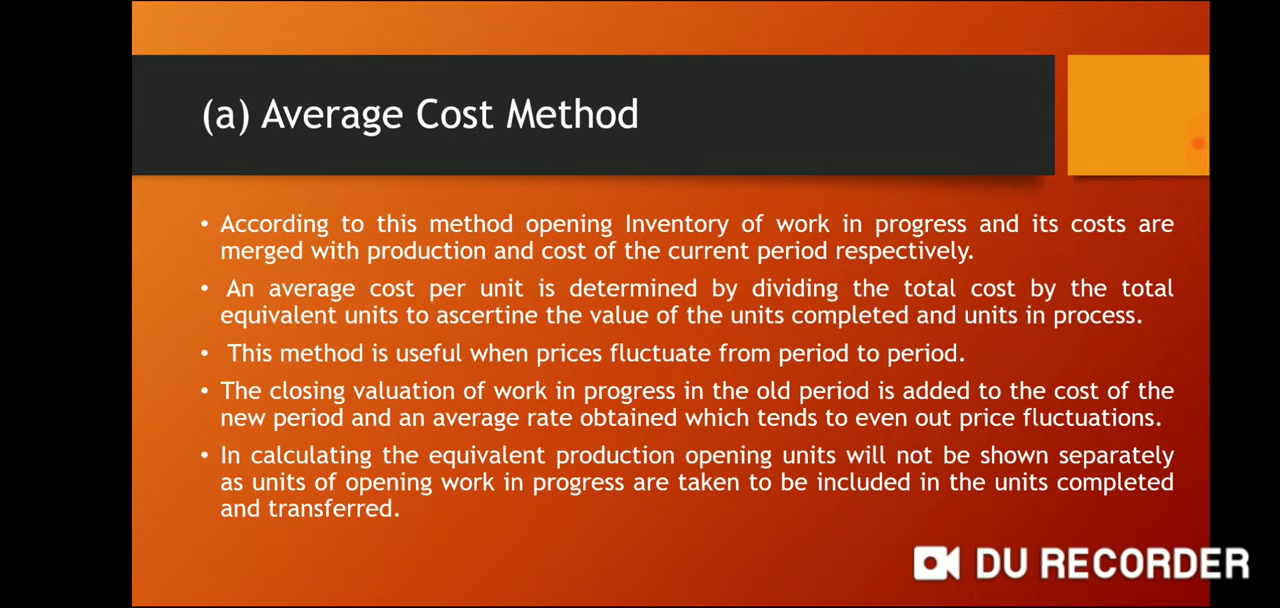 (a) Average Cost Method
• According to this method opening Inventory of work in progress and its costs are
merged with production and cost of the current period respectively.
• An average cost per unit is determined by dividing the total cost by the total
equivalent units to ascertine the value of the units completed and units in process.
• This method is useful when prices fluctuate from period to period.
• The closing valuation of work in progress in the old period is added to the cost of the
new period and an average rate obtained which tends to even out price fluctuations.
• In calculating the equivalent production opening units will not be shown separately
as units of opening work in progress are taken to be included in the units completed
and transferred.
DU RECORDER